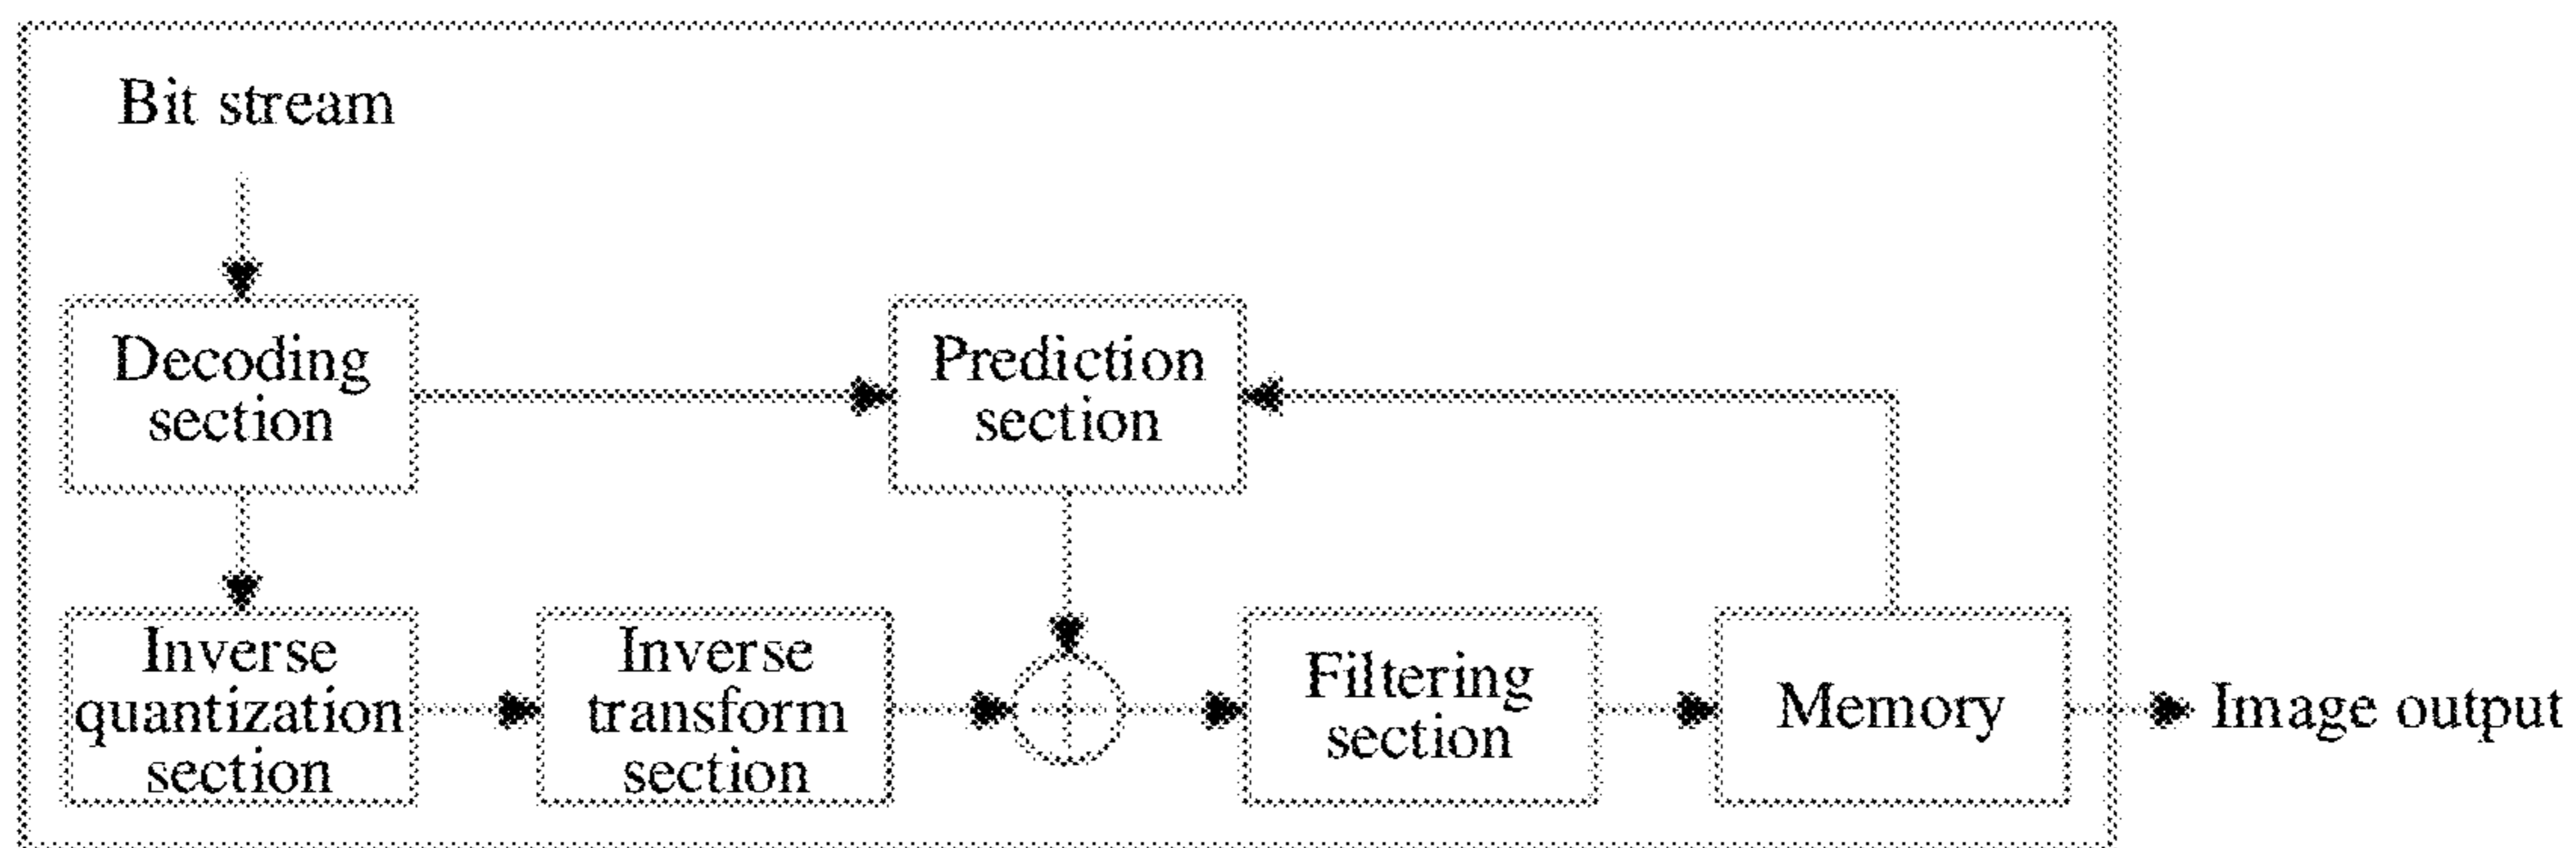 Bit stream
Decoding
section
Prediction
section
Inverse
quantization
section
Inverse
transform
section
Filtering
section
Memory
Image output